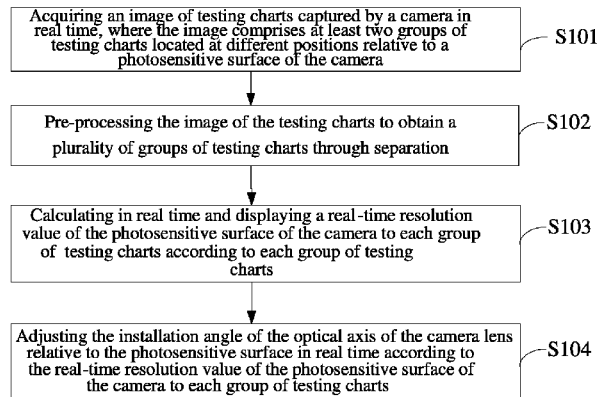 Acquiring an image of testing charts captured by a camera in
real time, where the image comprises at least two groups of
testing charts located at different positions relative to a
photosensitive surface of the camera
S101
Pre-processing the image of the testing charts to obtain a
plurality of groups of testing charts through separation
S102
Calculating in real time and displaying a real-time resolution
value of the photosensitive surface of the camera to each group
of testing charts according to each group of testing
charts
S103
Adjusting the installation angle of the optical axis of the camera lens
relative to the photosensitive surface in real time according to
the real-time resolution value of the photosensitive surface of
the camera to each group of testing charts
S104